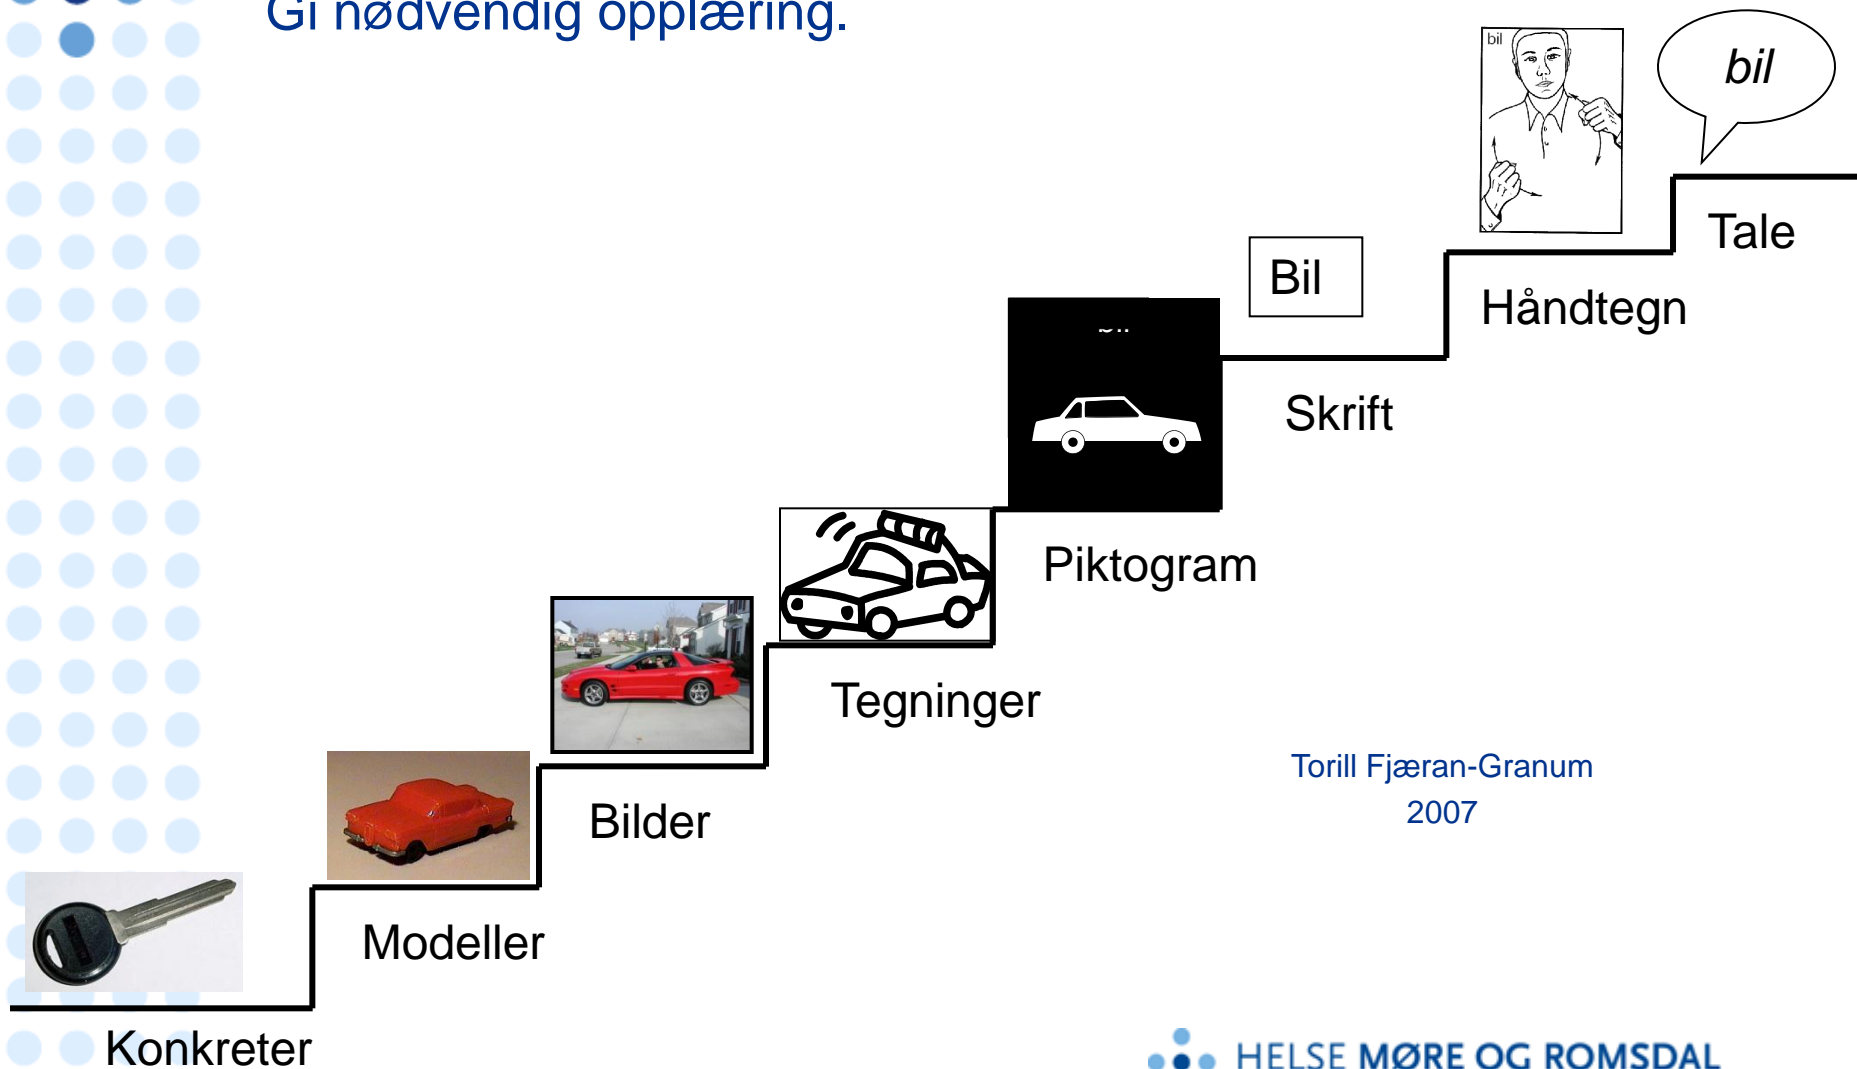 Gi nødvendig opplæring.
bil
bil
Tale
Bil
Håndtegn
Skrift
Piktogram
Tegninger
Torill Fjæran-Granum
2007
Bilder
Modeller
Konkreter
HELSE MØRE OG ROMSDAL